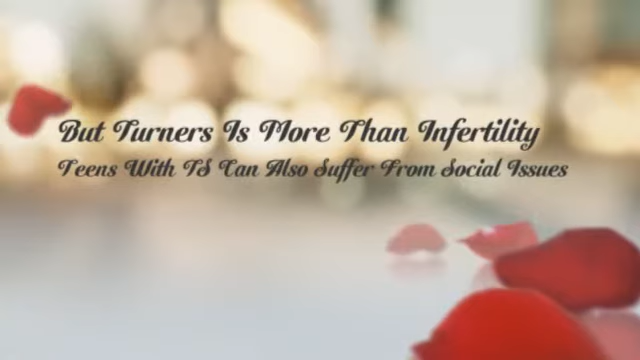 But Turners Is More Than Infertility
Teens With TS Can Also Suffer From Social Issues